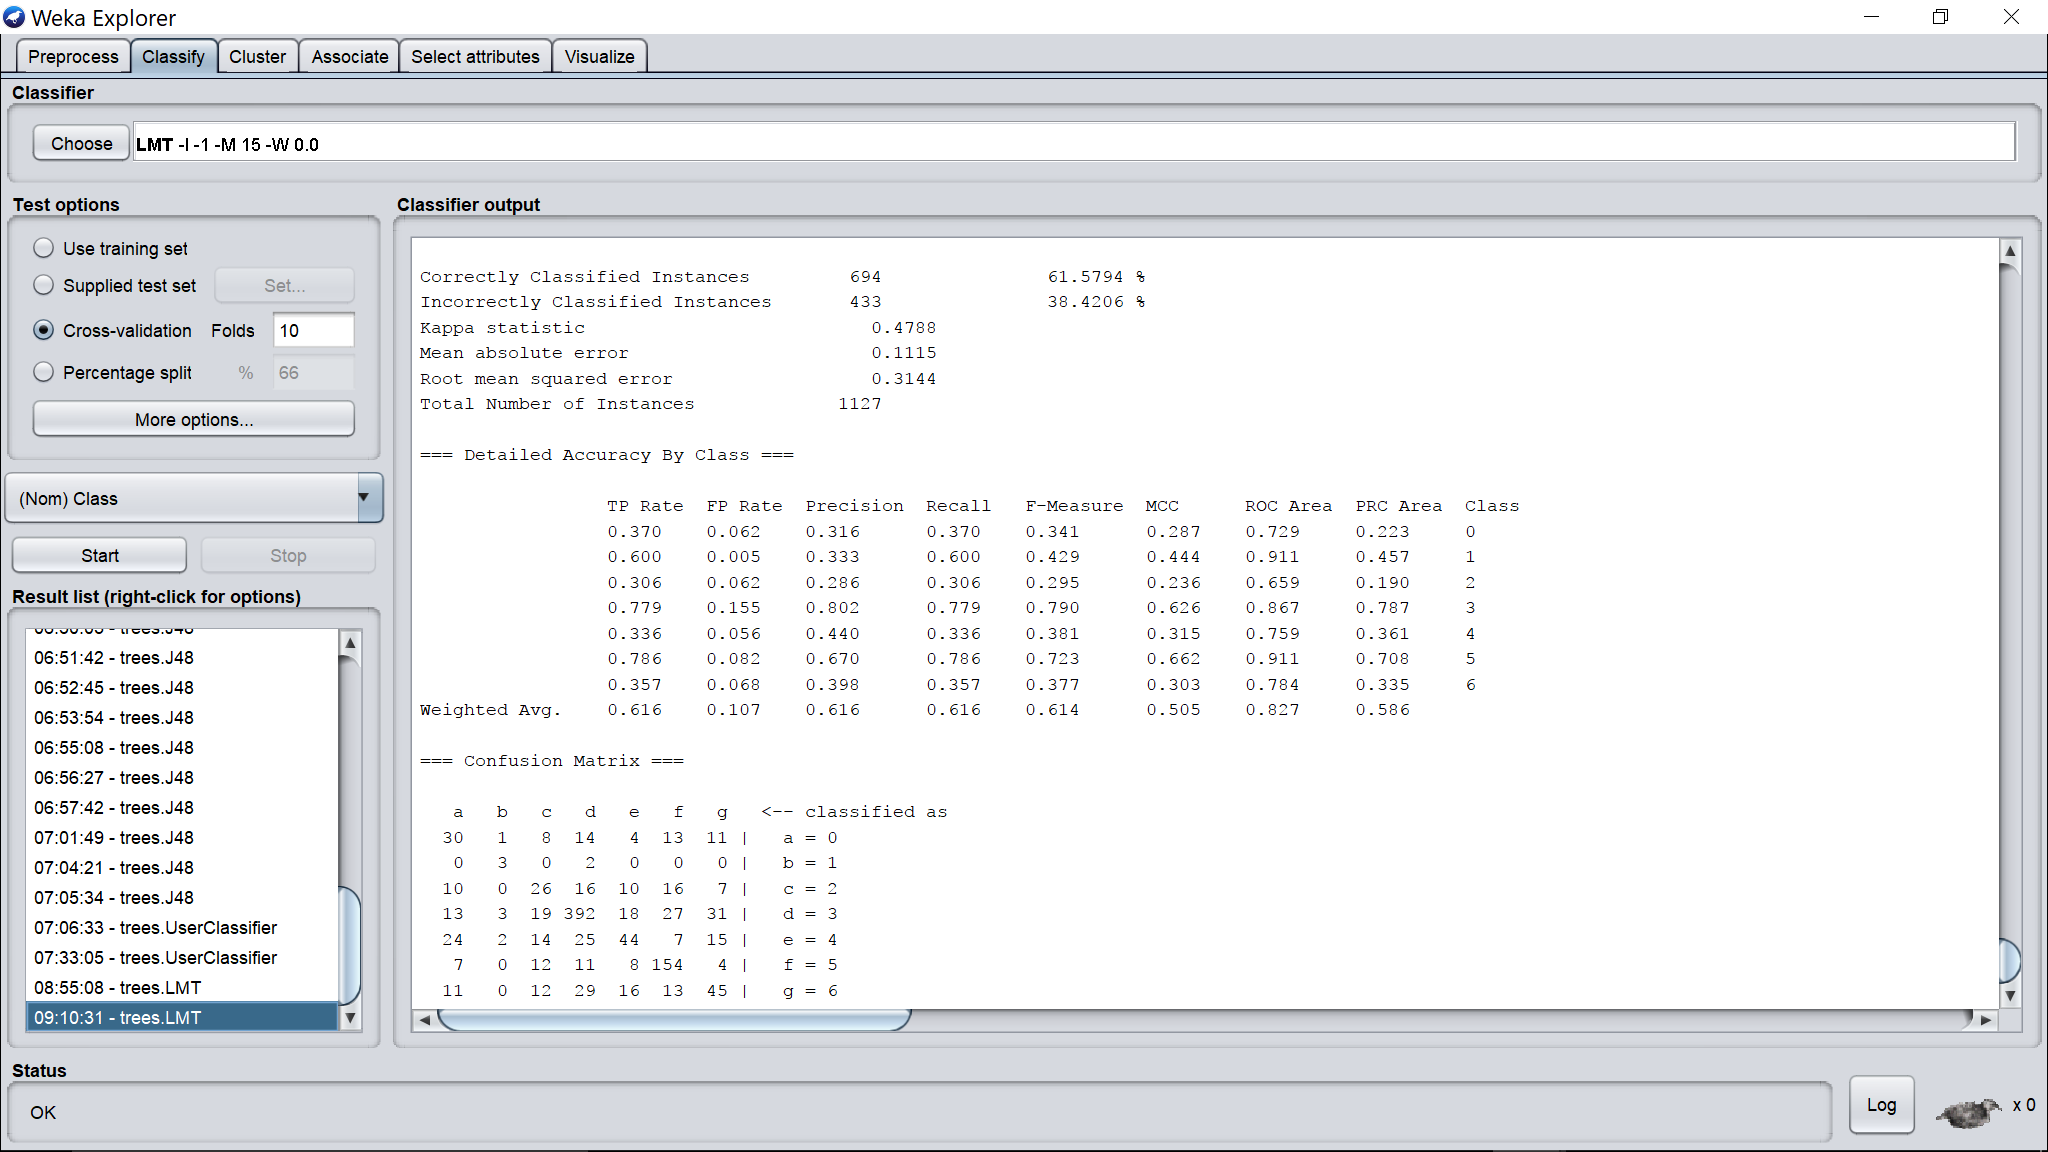 Weka Explorer
Preprocess Classify Cluster Associate Select attributes Visualize
Classifier
Choose LMT -I -1 -M 15 -W 0.0
Test options
Use training set
Supplied test set Set...
Cross-validation Folds 10
Percentage split % 66
More options...
(Nom) Class
Start Stop
Result list (right-click for options)
06:51:42 - trees.J48
06:52:45 - trees.J48
06:53:54 - trees.J48
06:55:08 - trees.J48
06:56:27 - trees.J48
06:57:42 - trees.J48
07:01:49 - trees.J48
07:04:21 - trees.J48
07:05:34 - trees.J48
07:06:33 - trees.UserClassifier
07:33:05 - trees.UserClassifier
08:55:08 - trees.LMT
09:10:31 - trees.LMT
Classifier output
Correctly Classified Instances 694 61.5794 %
Incorrectly Classified Instances 433 38.4206 %
Kappa statistic 0.4788
Mean absolute error 0.1115
Root mean squared error 0.3144
Total Number of Instances 1127
=== Detailed Accuracy By Class ===
TP Rate FP Rate Precision Recall F-Measure MCC ROC Area PRC Area Class
0.370 0.062 0.316 0.370 0.341 0.287 0.729 0.223 0
0.600 0.005 0.333 0.600 0.429 0.444 0.911 0.457 1
0.306 0.062 0.286 0.306 0.295 0.236 0.659 0.190 2
0.779 0.155 0.802 0.779 0.790 0.626 0.867 0.787 3
0.336 0.056 0.440 0.336 0.381 0.315 0.759 0.361 4
0.786 0.082 0.670 0.786 0.723 0.662 0.911 0.708 5
0.357 0.068 0.398 0.357 0.377 0.303 0.784 0.335 6
Weighted Avg. 0.616 0.107 0.616 0.616 0.614 0.505 0.827 0.586
=== Confusion Matrix ===
a b c d e f g <-- classified as
30 1 8 14 4 13 11 | a = 0
0 3 0 2 0 0 0 | b = 1
10 0 26 16 10 16 7 | c = 2
13 3 19 392 18 27 31 | d = 3
24 2 14 25 44 7 15 | e = 4
7 0 12 11 8 154 4 | f = 5
11 0 12 29 16 13 45 | g = 6
Status
OK
Log
x 0